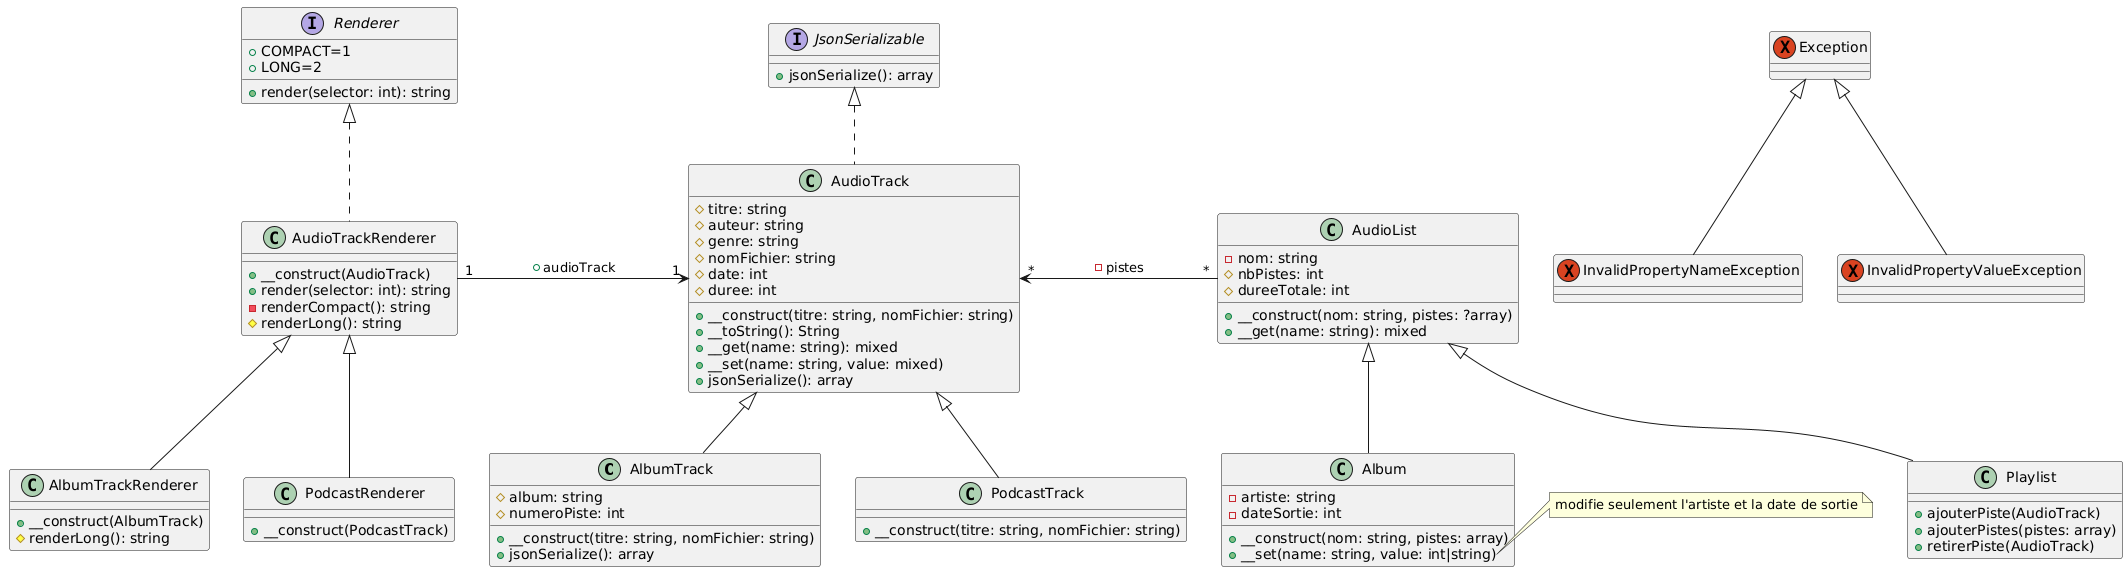 I Renderer
COMPACT=1
LONG=2
render(selector: int): string
I JsonSerializable
jsonSerialize(): array
X Exception
C AudioTrackRenderer
__construct(AudioTrack)
render(selector: int): string
renderCompact(): string
renderLong(): string
1
audioTrack
1
C AudioTrack
titre: string
auteur: string
genre: string
nomFichier: string
date: int
duree: int
__construct(titre: string, nomFichier: string)
__toString(): String
__get(name: string): mixed
__set(name: string, value: mixed)
jsonSerialize(): array
*
pistes
*
C AudioList
nom: string
nbPistes: int
dureeTotale: int
__construct(nom: string, pistes: ?array)
__get(name: string): mixed
X InvalidPropertyNameException
X InvalidPropertyValueException
C AlbumTrackRenderer
__construct(AlbumTrack)
renderLong(): string
C PodcastRenderer
__construct(PodcastTrack)
C AlbumTrack
album: string
numeroPiste: int
__construct(titre: string, nomFichier: string)
jsonSerialize(): array
C PodcastTrack
__construct(titre: string, nomFichier: string)
C Album
artiste: string
dateSortie: int
__construct(nom: string, pistes: array)
__set(name: string, value: int|string)
modifie seulement l'artiste et la date de sortie
C Playlist
ajouterPiste(AudioTrack)
ajouterPistes(pistes: array)
retirerPiste(AudioTrack)